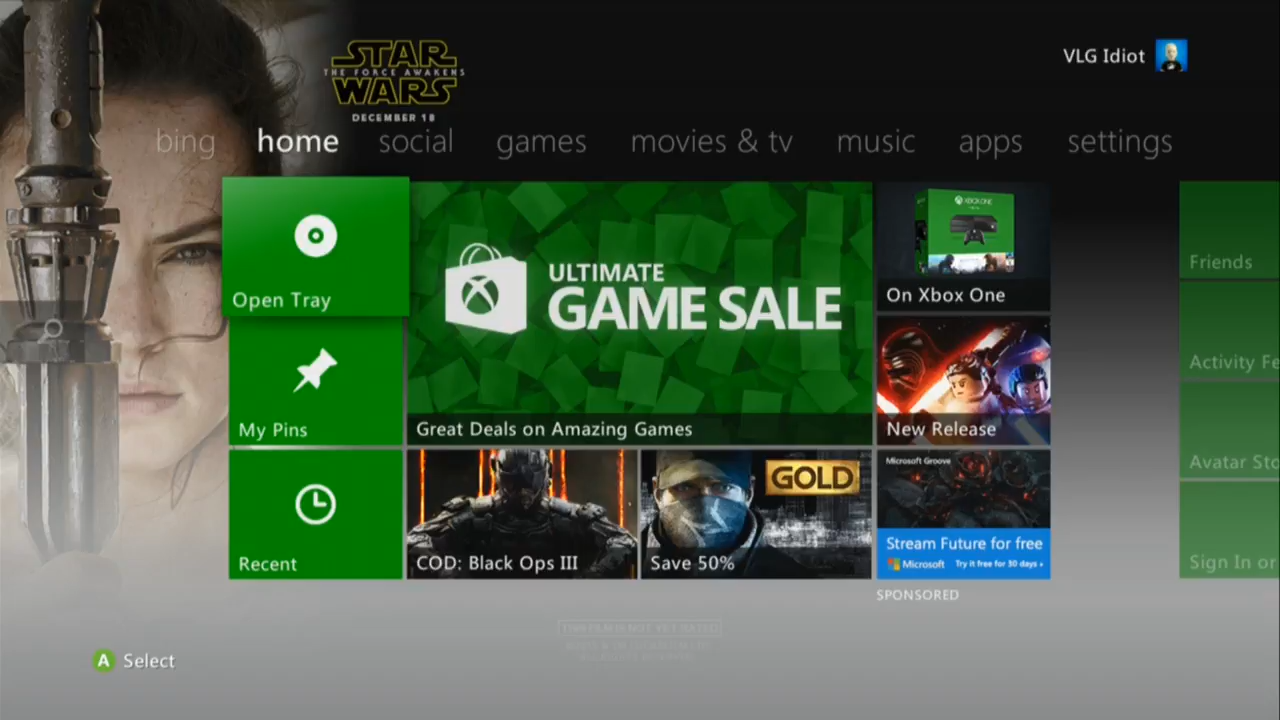 STAR
THE FORCE AWAKENS
WARS
DECEMBER 18
VLG Idiot
bing home social games movies & tv music apps settings
Open Tray
My Pins
Recent
ULTIMATE
GAME SALE
Great Deals on Amazing Games
COD: Black Ops III
GOLD
Save 50%
XBOX ONE
On Xbox One
New Release
Microsoft Groove
Stream Future for free
Microsoft Try it free for 30 days
SPONSORED
Friends
Activity Fe
Avatar Sto
Sign In or
A Select